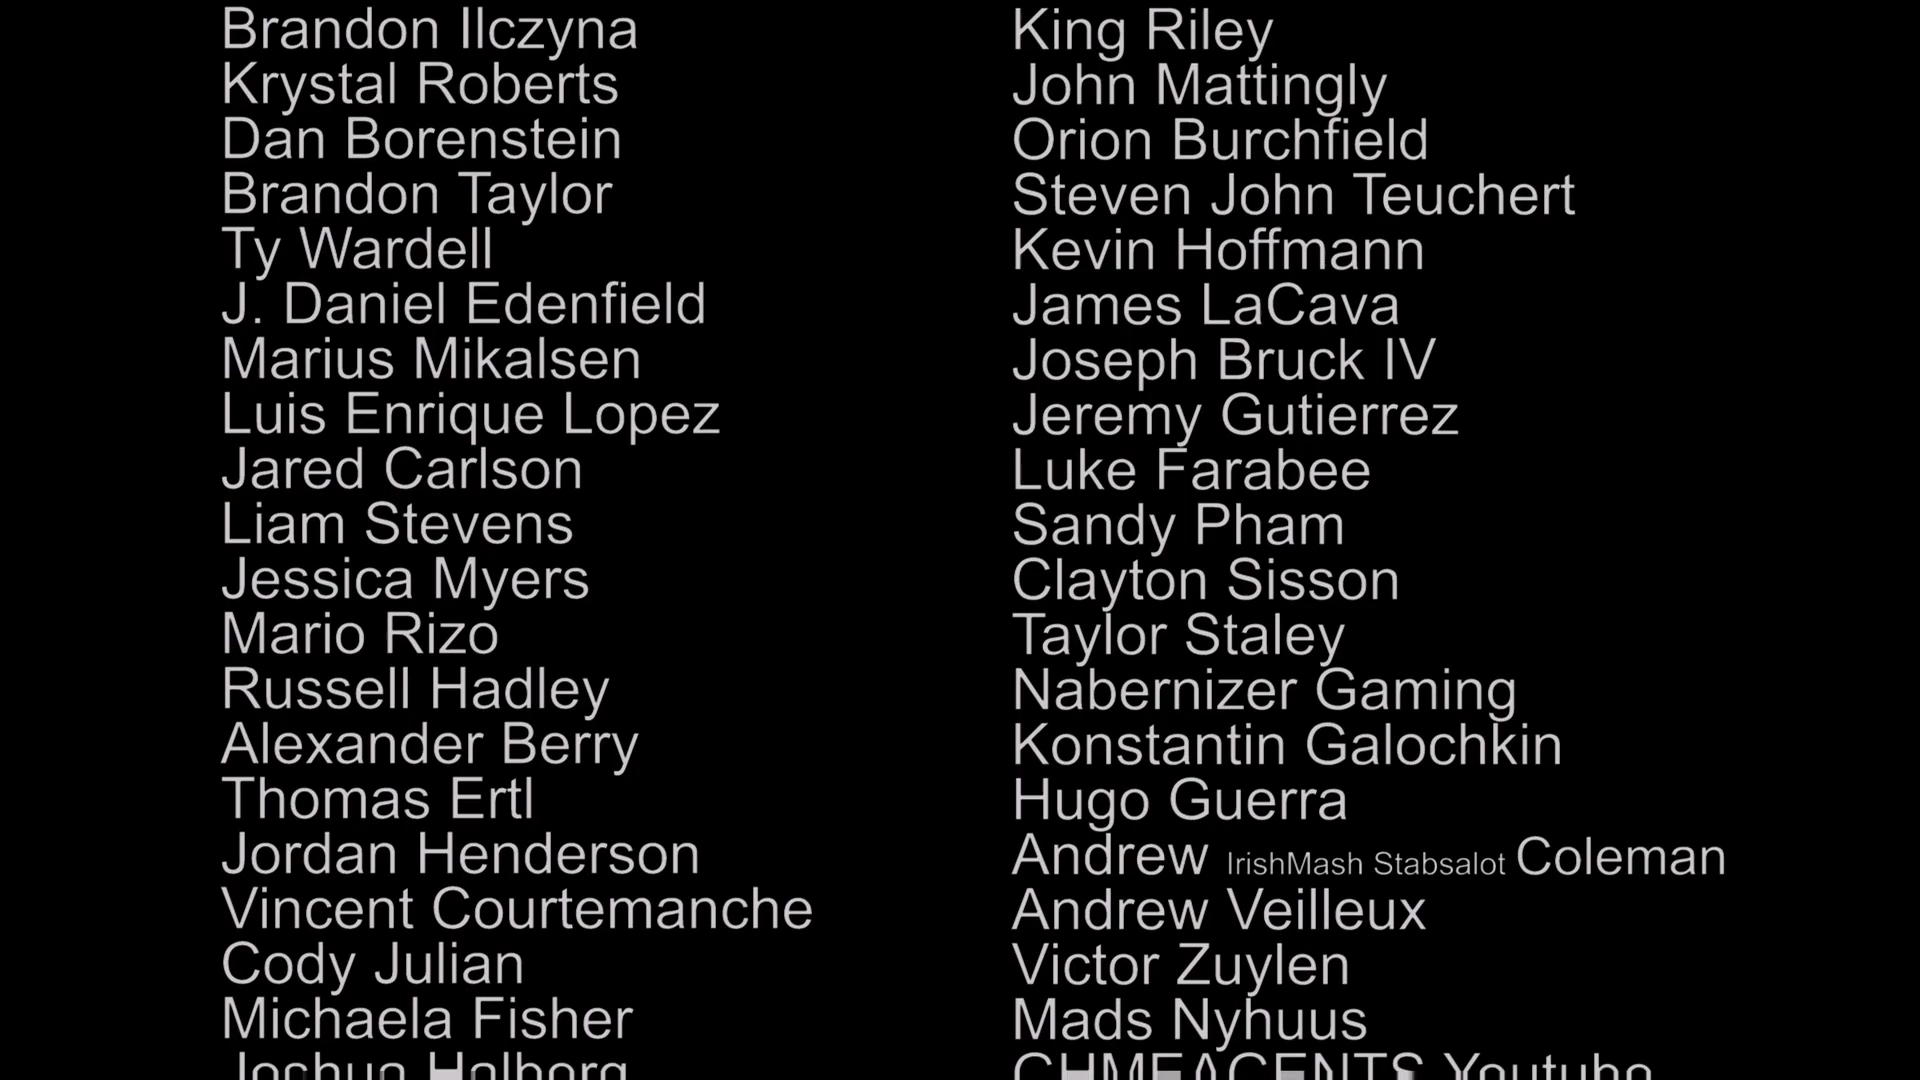 Brandon Ilczyna
Krystal Roberts
Dan Borenstein
Brandon Taylor
Ty Wardell
J. Daniel Edenfield
Marius Mikalsen
Luis Enrique Lopez
Jared Carlson
Liam Stevens
Jessica Myers
Mario Rizo
Russell Hadley
Alexander Berry
Thomas Ertl
Jordan Henderson
Vincent Courtemanche
Cody Julian
Michaela Fisher
King Riley
John Mattingly
Orion Burchfield
Steven John Teuchert
Kevin Hoffmann
James LaCava
Joseph Bruck IV
Jeremy Gutierrez
Luke Farabee
Sandy Pham
Clayton Sisson
Taylor Staley
Nabernizer Gaming
Konstantin Galochkin
Hugo Guerra
Andrew IrishMash Stabsalot Coleman
Andrew Veilleux
Victor Zuylen
Mads Nyhuus
Youtube